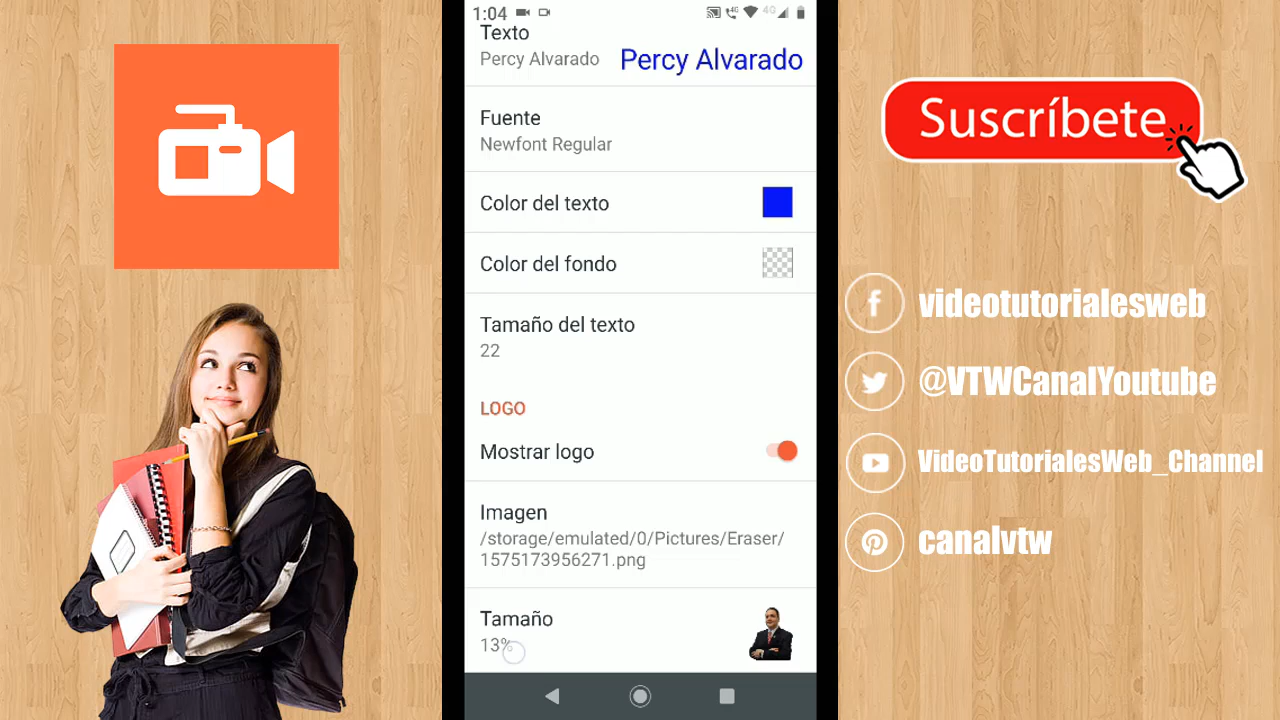 1:04
4G
4G
Texto
Percy Alvarado
Percy Alvarado
Fuente
Newfont Regular
Color del texto
Color del fondo
Tamaño del texto
22
LOGO
Mostrar logo
Imagen
/storage/emulated/0/Pictures/Eraser/
1575173956271.png
Tamaño
13%
Suscríbete
videotutorialesweb
@VTWCanalYoutube
VideoTutorialesWeb_Channel
canalvtw